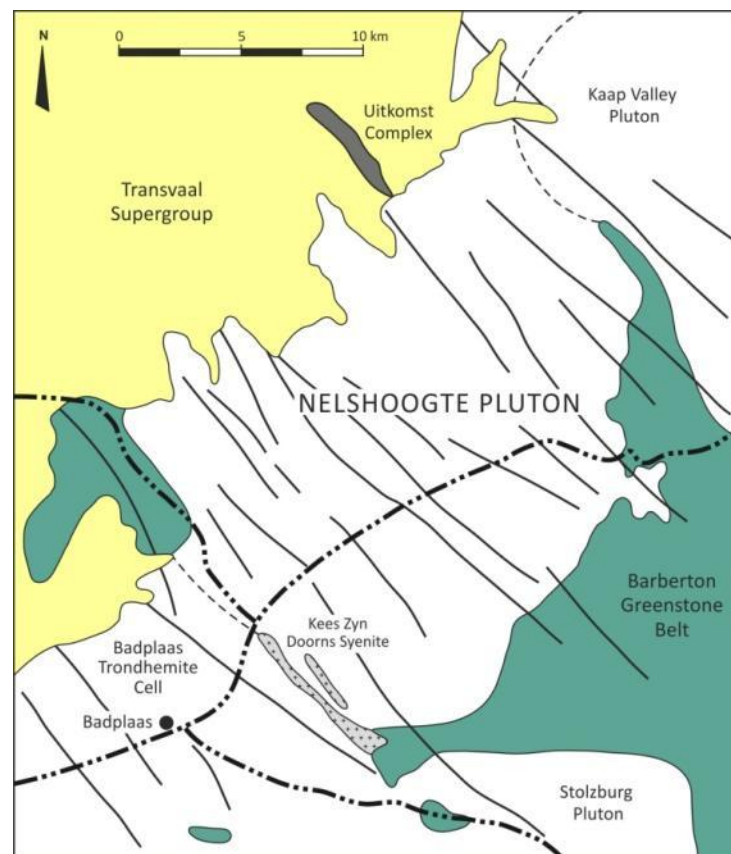 N
0 5 10 km
Kaap Valley
Pluton
Uitkomst
Complex
Transvaal
Supergroup
NELSHOOGTE PLUTON
Barberton
Greenstone
Belt
Kees Zyn
Doorns Syenite
Badplaas
Trondhemite
Cell
Badplaas
Stolzburg
Pluton